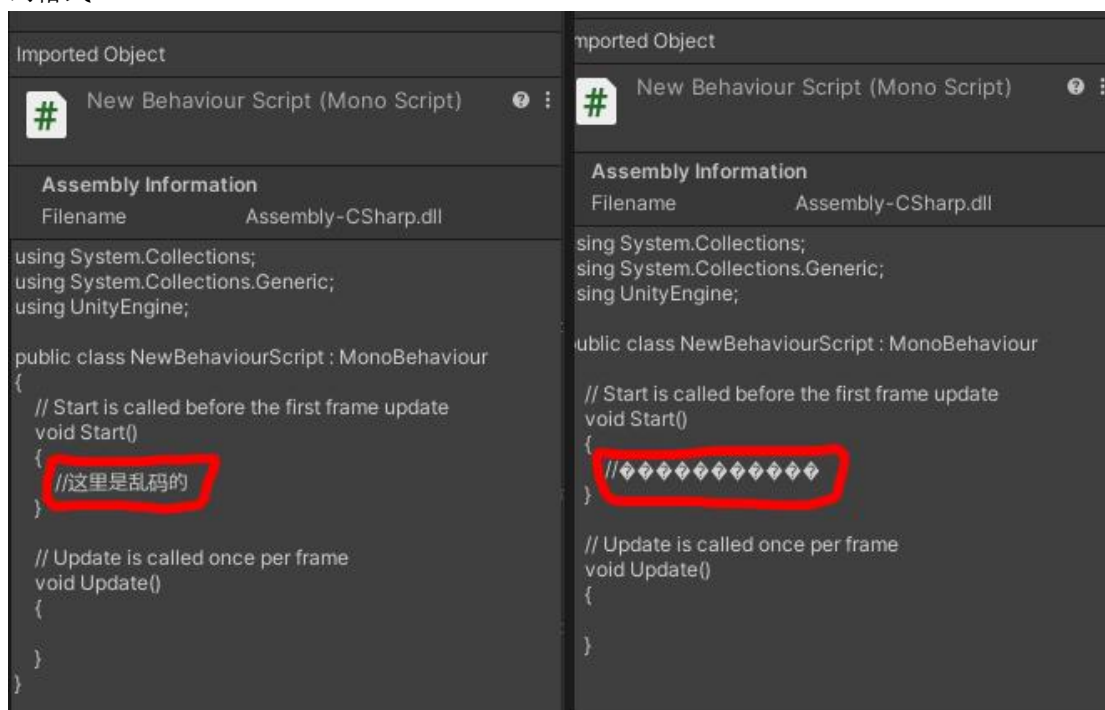 Imported Object
New Behaviour Script (Mono Script)
Assembly Information
Filename Assembly-CSharp.dll
using System.Collections;
using System.Collections.Generic;
using UnityEngine;
public class NewBehaviourScript : MonoBehaviour
{
// Start is called before the first frame update
void Start()
{
//这里是乱码的
}
// Update is called once per frame
void Update()
{
}
}
mported Object
New Behaviour Script (Mono Script)
Assembly Information
Filename Assembly-CSharp.dll
sing System.Collections;
sing System.Collections.Generic;
sing UnityEngine;
ublic class NewBehaviourScript : MonoBehaviour
// Start is called before the first frame update
void Start()
{
//������������
}
// Update is called once per frame
void Update()
{
}